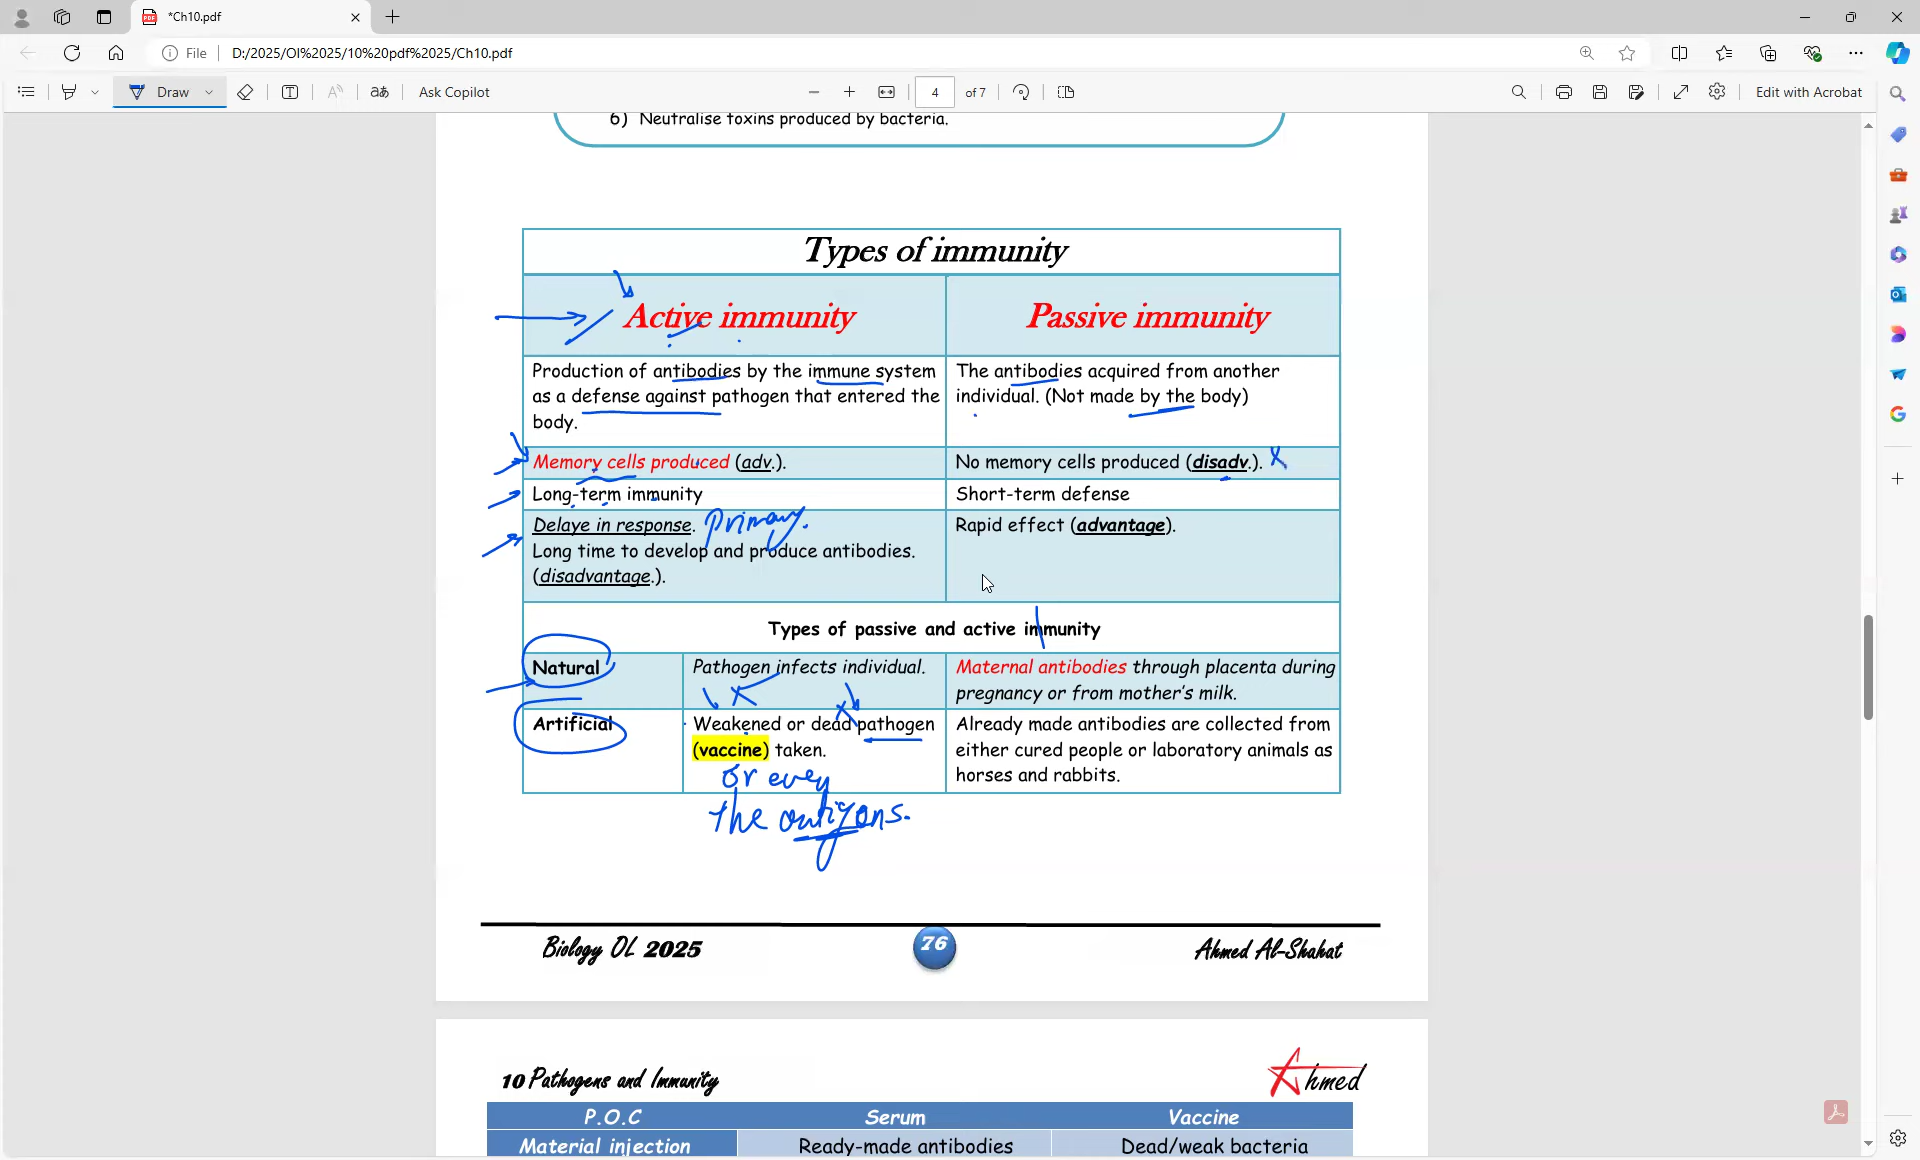 *Ch10.pdf
File D:/2025/Ol%2025/10%20pdf%2025/Ch10.pdf
Draw
Ask Copilot
4 of 7
Edit with Acrobat
6) Neutralise toxins produced by bacteria.
Types of immunity
Active immunity
Passive immunity
Production of antibodies by the immune system
as a defense against pathogen that entered the
body.
The antibodies acquired from another
individual. (Not made by the body)
Memory cells produced (adv.).
No memory cells produced (disadv.).
Long-term immunity
Short-term defense
Delaye in response. Primary.
Long time to develop and produce antibodies.
(disadvantage.).
Rapid effect (advantage).
Types of passive and active immunity
Natural
Pathogen infects individual.
Maternal antibodies through placenta during
pregnancy or from mother's milk.
Artificial
Weakened or dead pathogen
(vaccine) taken.
or even
the antigens.
Already made antibodies are collected from
either cured people or laboratory animals as
horses and rabbits.
Biology OL 2025
76
Ahmed Al-Shahat
10 Pathogens and Immunity
Ahmed
P.O.C Serum Vaccine
Material injection Ready-made antibodies Dead/weak bacteria